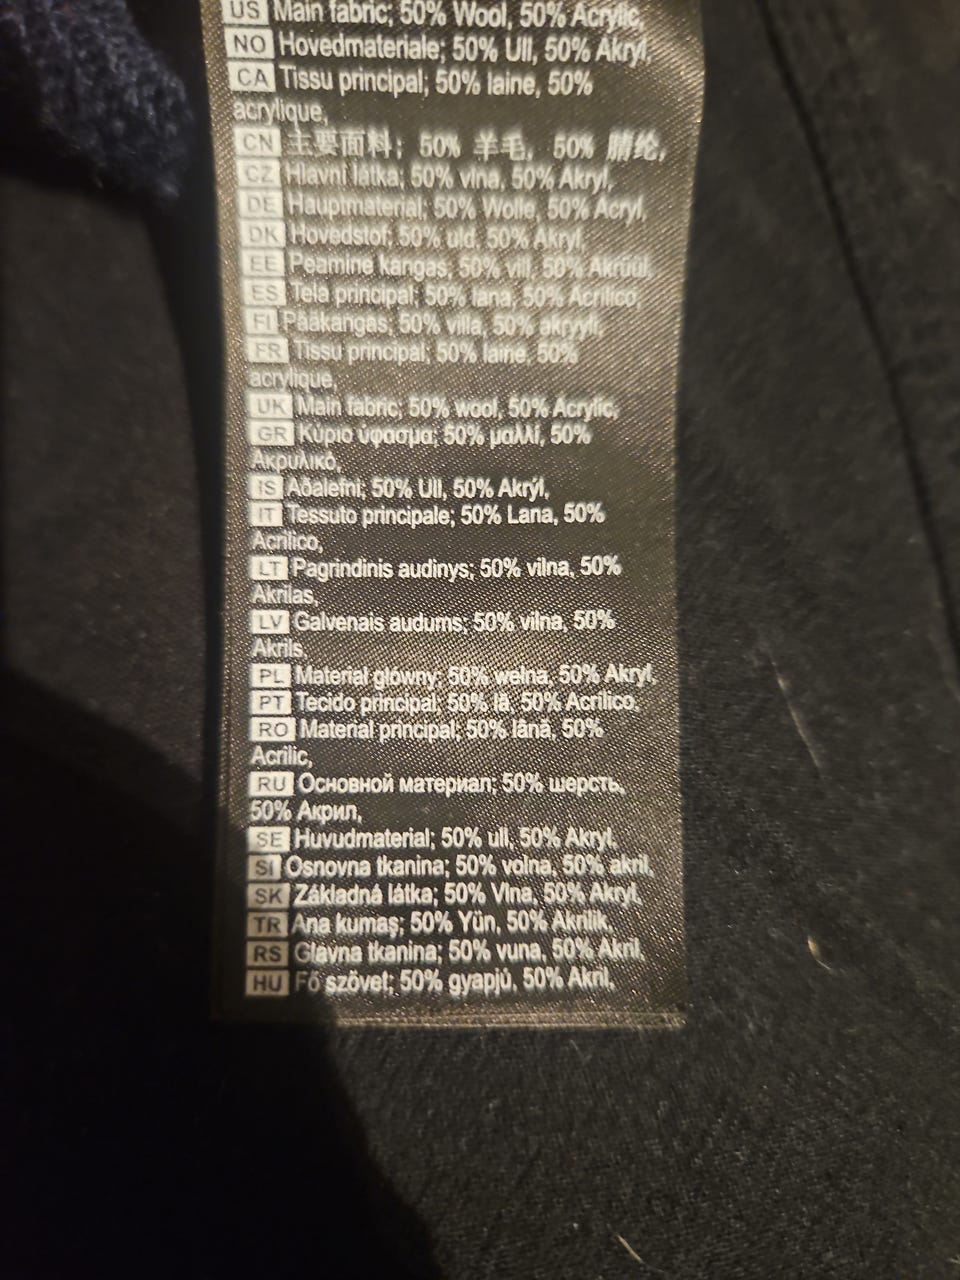 US Main fabric; 50% Wool, 50% Acrylic,
NO Hovedmateriale; 50% Ull, 50% Akryl,
CA Tissu principal; 50% laine, 50%
acrylique,
CN 主要面料; 50% 羊毛, 50% 腈纶,
CZ Hlavní látka; 50% vlna, 50% Akryl,
DE Hauptmaterial; 50% Wolle, 50% Acryl,
DK Hovedstof; 50% uld, 50% Akryl,
EE Peamine kangas; 50% vill, 50% Akrüül,
ES Tela principal; 50% lana, 50% Acrílico,
FI Pääkangas; 50% villa, 50% akryyli,
FR Tissu principal; 50% laine, 50%
acrylique,
UK Main fabric; 50% wool, 50% Acrylic,
GR Κύριο ύφασμα; 50% μαλλί, 50%
Ακρυλικό,
IS Aðalefni; 50% Ull, 50% Akrýl,
IT Tessuto principale; 50% Lana, 50%
Acrilico,
LT Pagrindinis audinys; 50% vilna, 50%
Akrilas,
LV Galvenais audums; 50% vilna, 50%
Akrils,
PL Materiał główny; 50% wełna, 50% Akryl,
PT Tecido principal; 50% lã, 50% Acrílico,
RO Material principal; 50% lână, 50%
Acrilic,
RU Основной материал; 50% шерсть,
50% Акрил,
SE Huvudmaterial; 50% ull, 50% Akryl,
SI Osnovna tkanina; 50% volna, 50% akril,
SK Základná látka; 50% Vlna, 50% Akryl,
TR Ana kumaş; 50% Yün, 50% Akrilik,
RS Glavna tkanina; 50% vuna, 50% Akril,
HU Fő szövet; 50% gyapjú, 50% Akril,